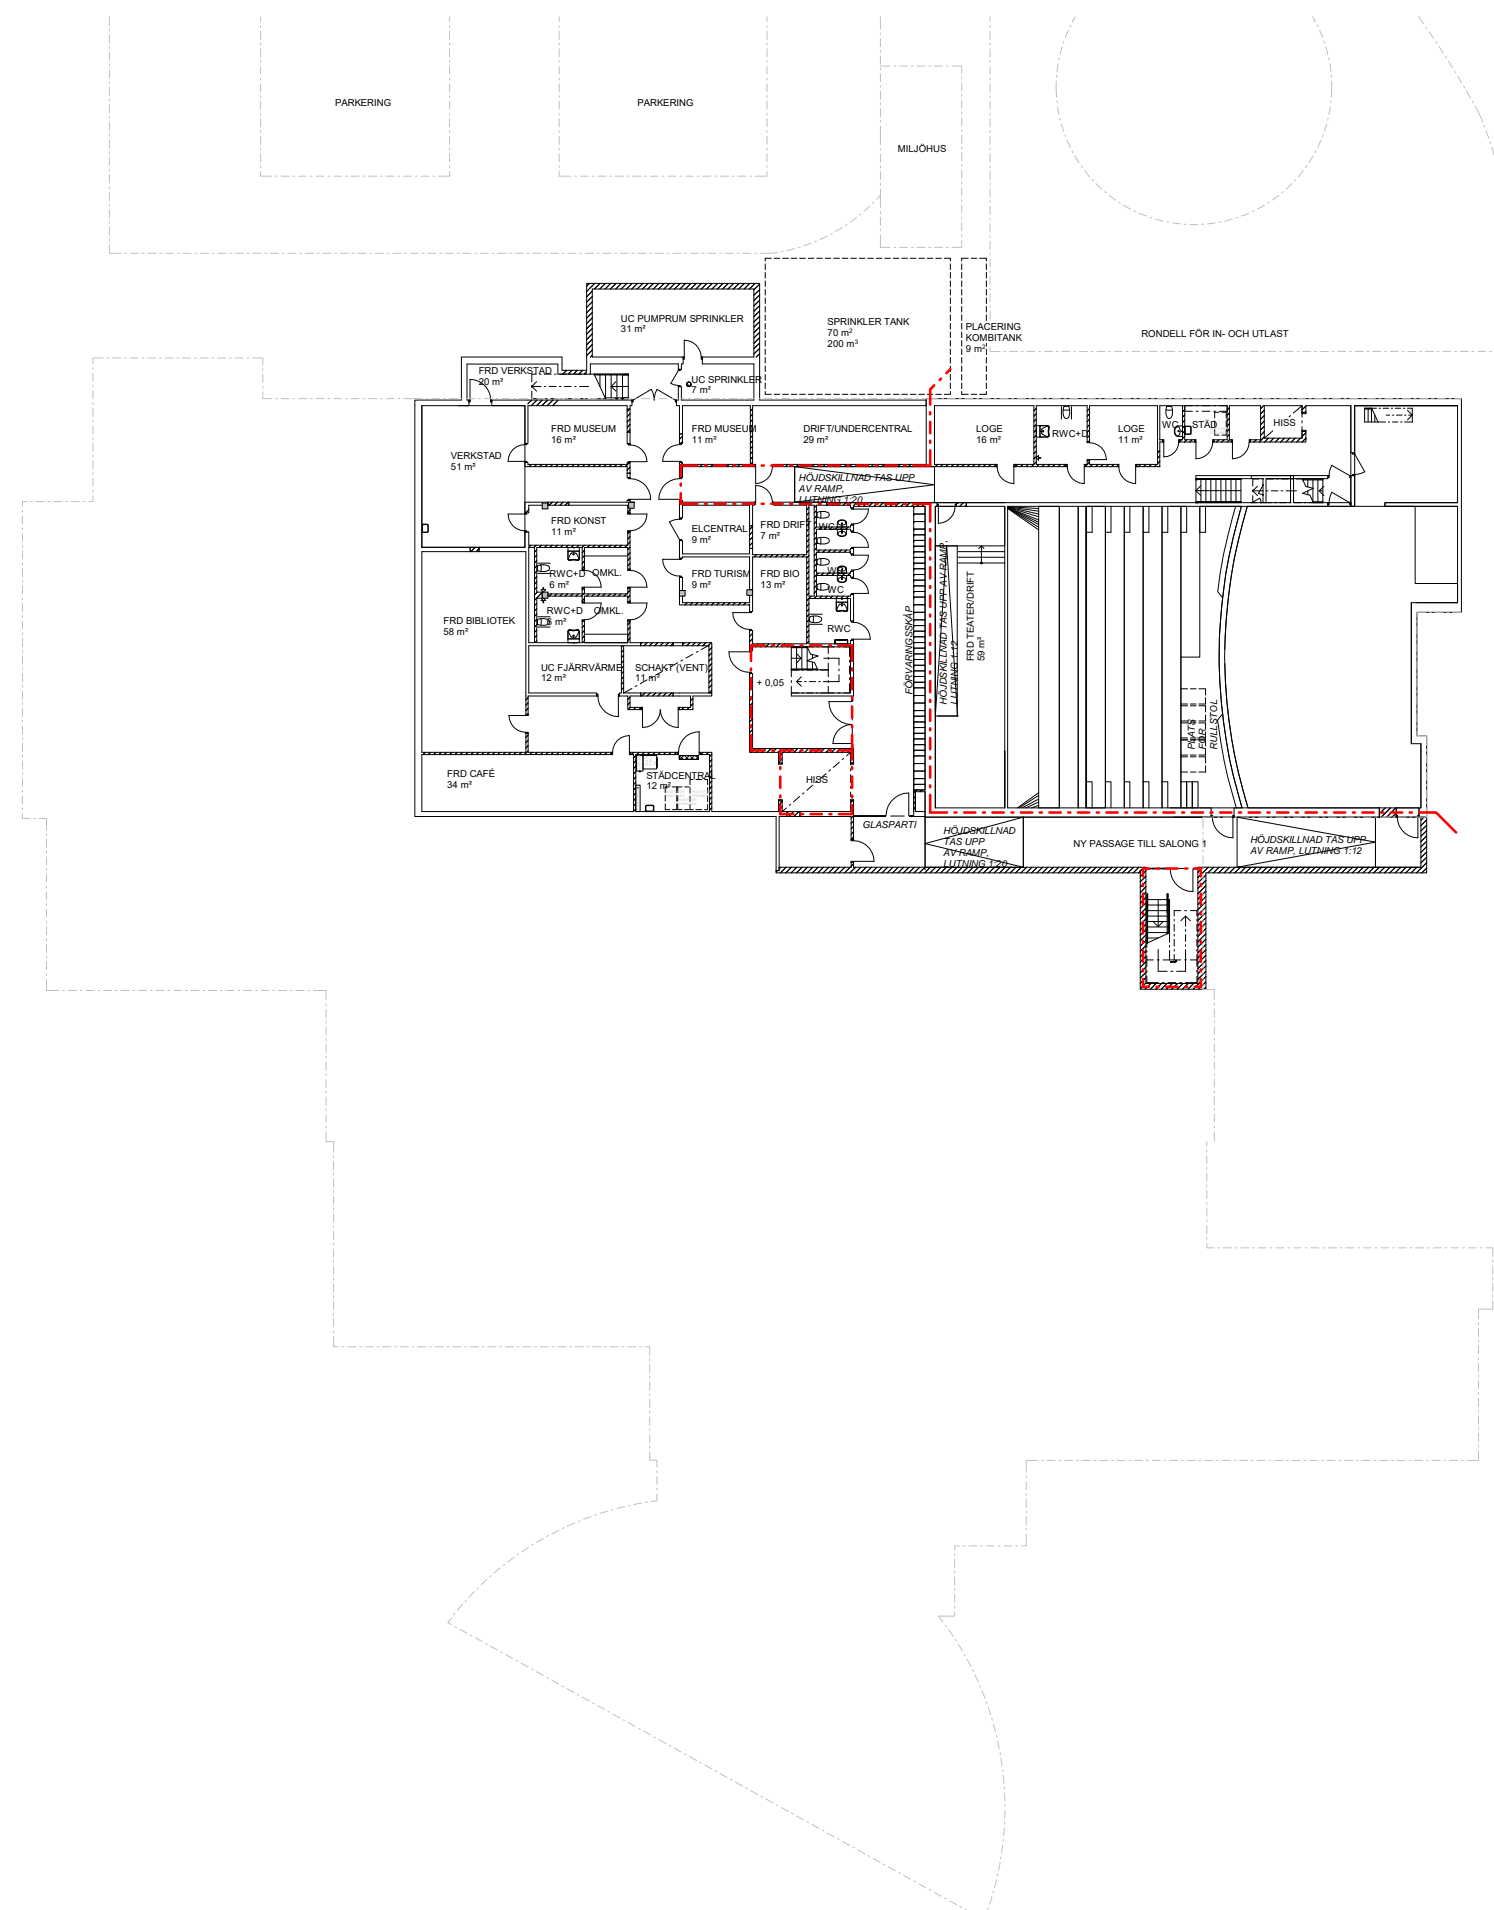 PARKERING
PARKERING
MILJÖHUS
UC PUMPRUM SPRINKLER
31 m²
SPRINKLER TANK
70 m²
200 m³
PLACERING
KOMBITANK
9 m²
RONDELL FÖR IN- OCH UTLAST
FRD VERKSTAD
20 m²
UC SPRINKLER
7 m²
VERKSTAD
51 m²
FRD MUSEUM
16 m²
FRD MUSEUM
11 m²
DRIFT/UNDERCENTRAL
29 m²
LOGE
16 m²
RWC+D
LOGE
11 m²
WC
STÄD
HISS
HÖJDSKILLNAD TAS UPP
AV RAMP,
LUTNING 1:20
FRD KONST
11 m²
ELCENTRAL
9 m²
FRD DRIFT
7 m²
WC
RWC+D
6 m²
OMKL.
FRD TURISM
9 m²
FRD BIO
13 m²
WC
WC
RWC+D
6 m²
OMKL.
FRD BIBLIOTEK
58 m²
RWC
FÖRVARINGSSKÅP
HÖJDSKILLNAD TAS UPP AV RAMP,
LUTNING 1:12
FRD TEATER/DRIFT
59 m²
UC FJÄRRVÄRME
12 m²
SCHAKT (VENT)
11 m²
+ 0,05
PLATS
FÖR
RULLSTOL
FRD CAFÉ
34 m²
STÄDCENTRAL
12 m²
HISS
GLASPARTI
HÖJDSKILLNAD
TAS UPP
AV RAMP,
LUTNING 1:20
NY PASSAGE TILL SALONG 1
HÖJDSKILLNAD TAS UPP
AV RAMP, LUTNING 1:12